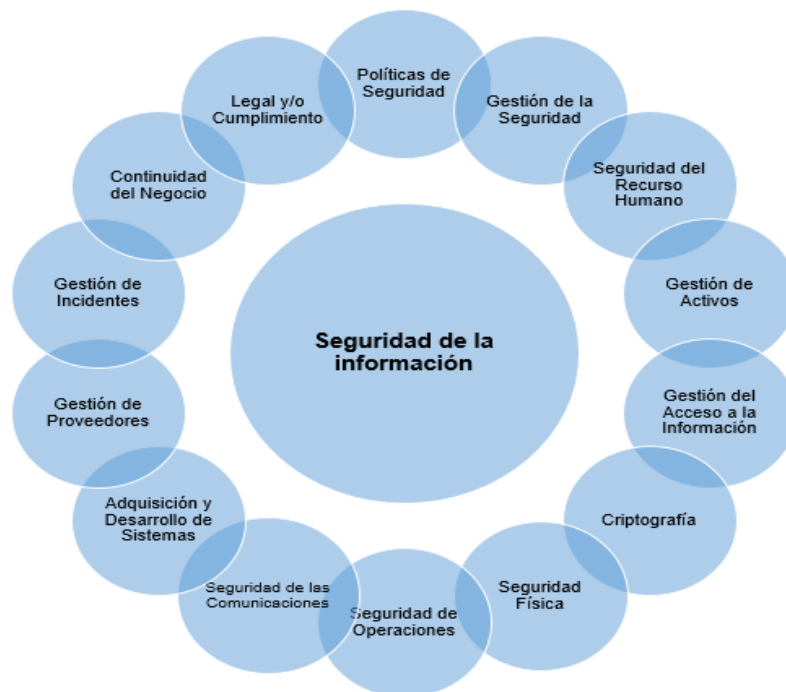 Políticas de
Seguridad
Gestión de la
Seguridad
Seguridad del
Recurso
Humano
Gestión de
Activos
Gestión del
Acceso a la
Información
Criptografía
Seguridad
Física
Seguridad de
Operaciones
Seguridad de las
Comunicaciones
Adquisición y
Desarrollo de
Sistemas
Gestión de
Proveedores
Gestión de
Incidentes
Continuidad
del Negocio
Legal y/o
Cumplimiento
Seguridad de la
información